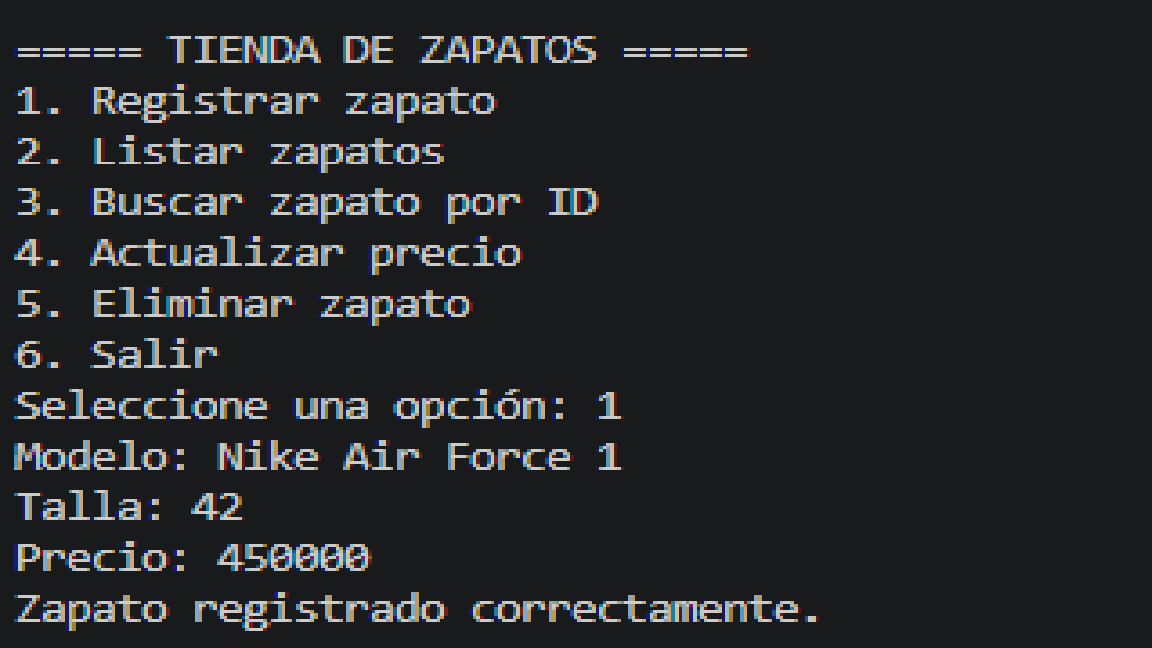 ===== TIENDA DE ZAPATOS =====
1. Registrar zapato
2. Listar zapatos
3. Buscar zapato por ID
4. Actualizar precio
5. Eliminar zapato
6. Salir
Seleccione una opción: 1
Modelo: Nike Air Force 1
Talla: 42
Precio: 450000
Zapato registrado correctamente.